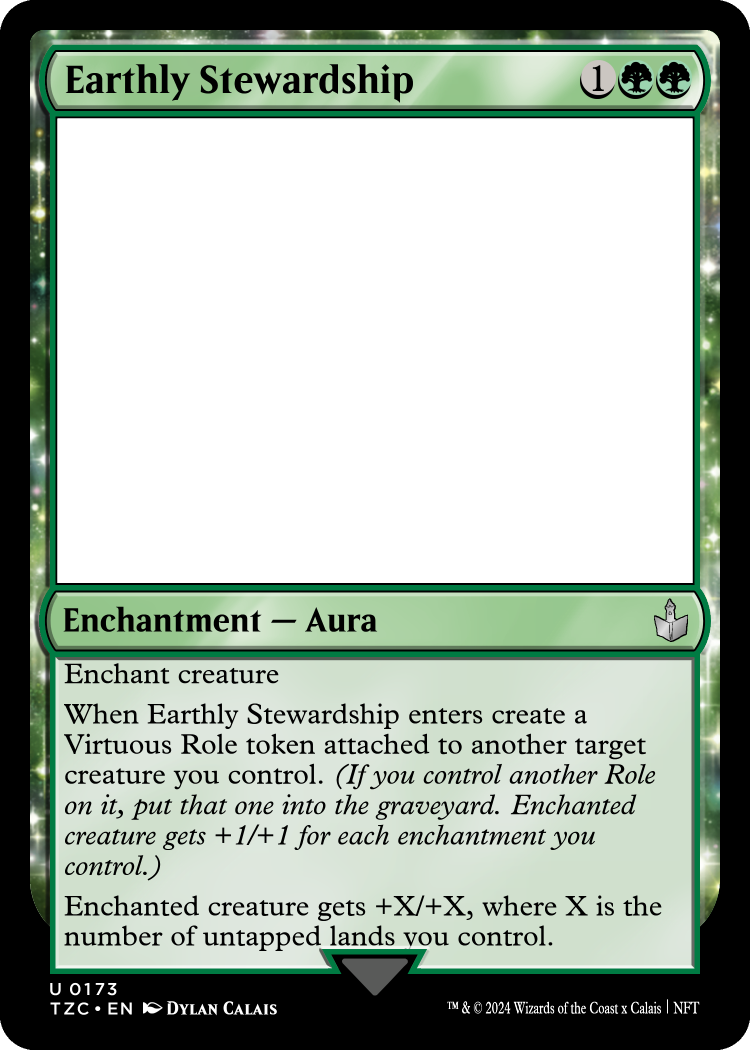 Earthly Stewardship 1
Enchantment — Aura
Enchant creature
When Earthly Stewardship enters create a
Virtuous Role token attached to another target
creature you control. (If you control another Role
on it, put that one into the graveyard. Enchanted
creature gets +1/+1 for each enchantment you
control.)
Enchanted creature gets +X/+X, where X is the
number of untapped lands you control.
U 0173
TZC • EN Dylan Calais
™ & © 2024 Wizards of the Coast x Calais | NFT